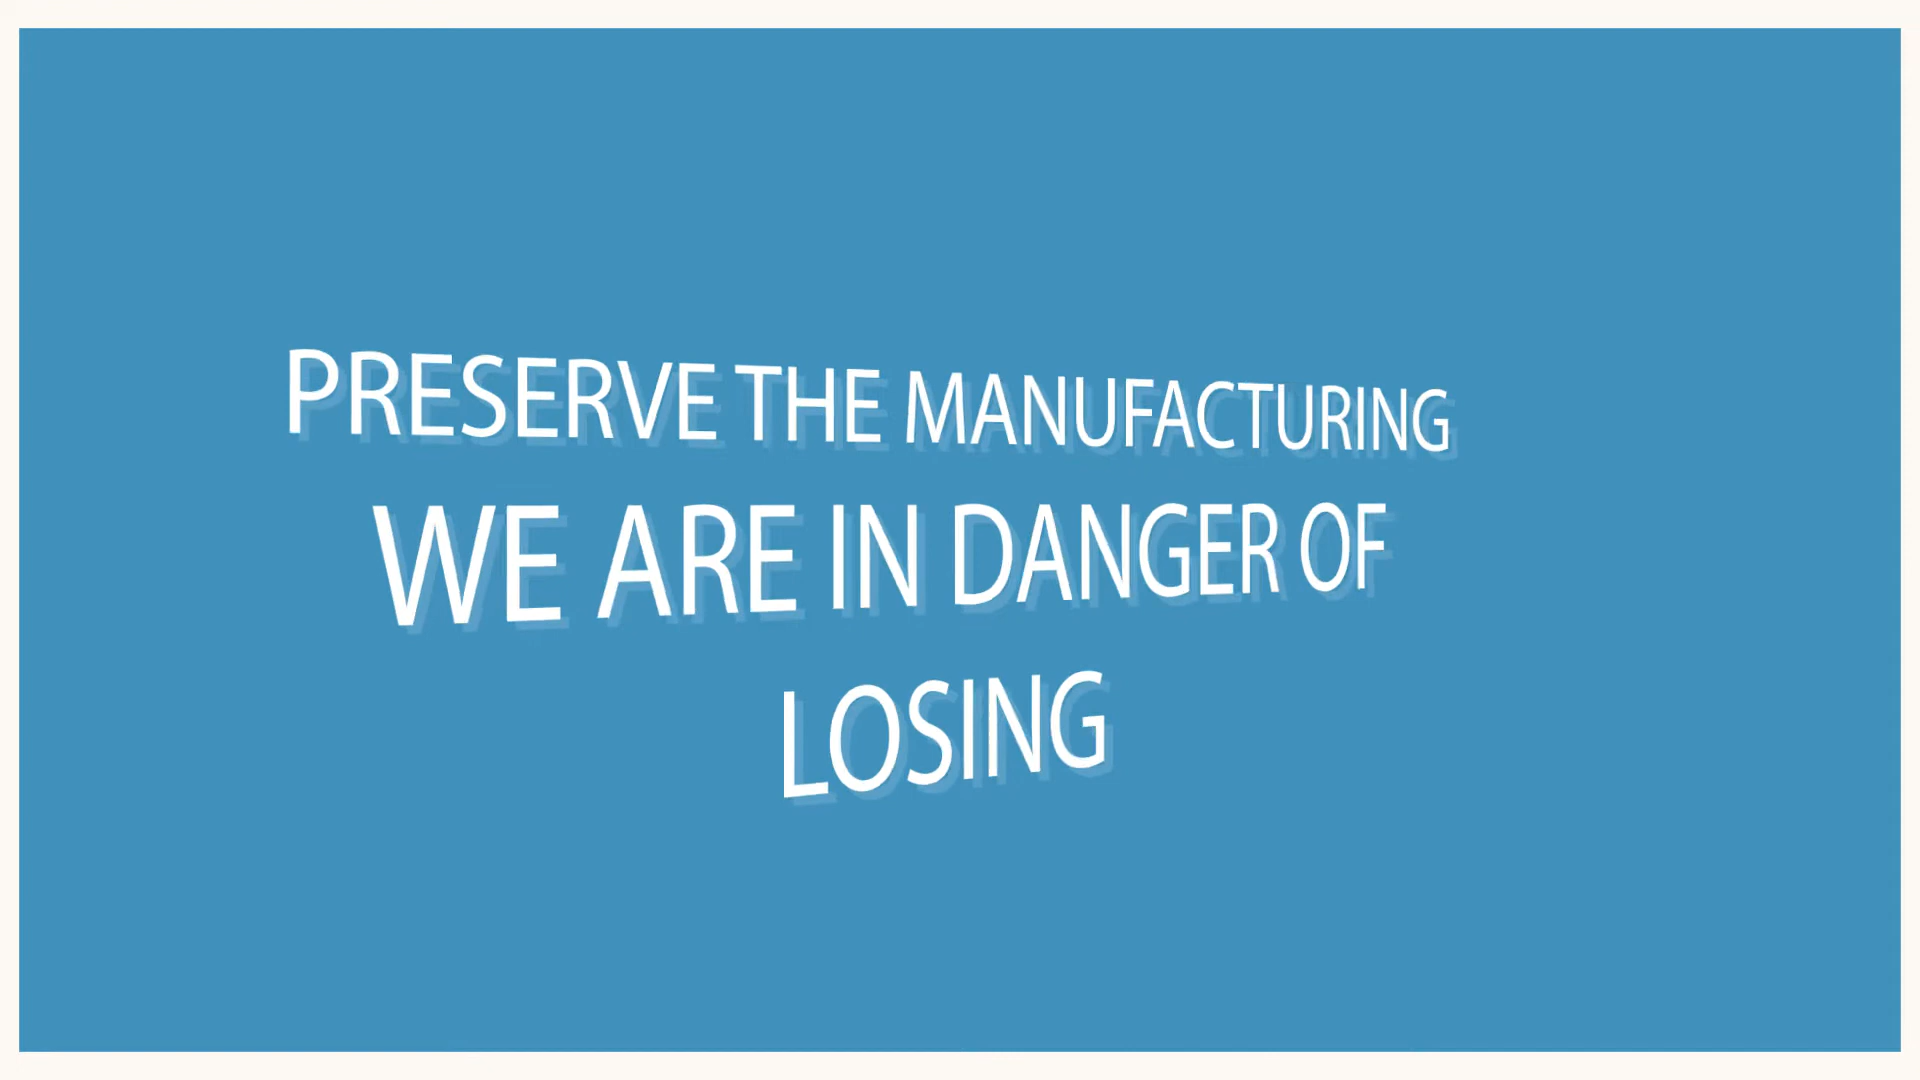 PRESERVE THE MANUFACTURING
WE ARE IN DANGER OF
LOSING